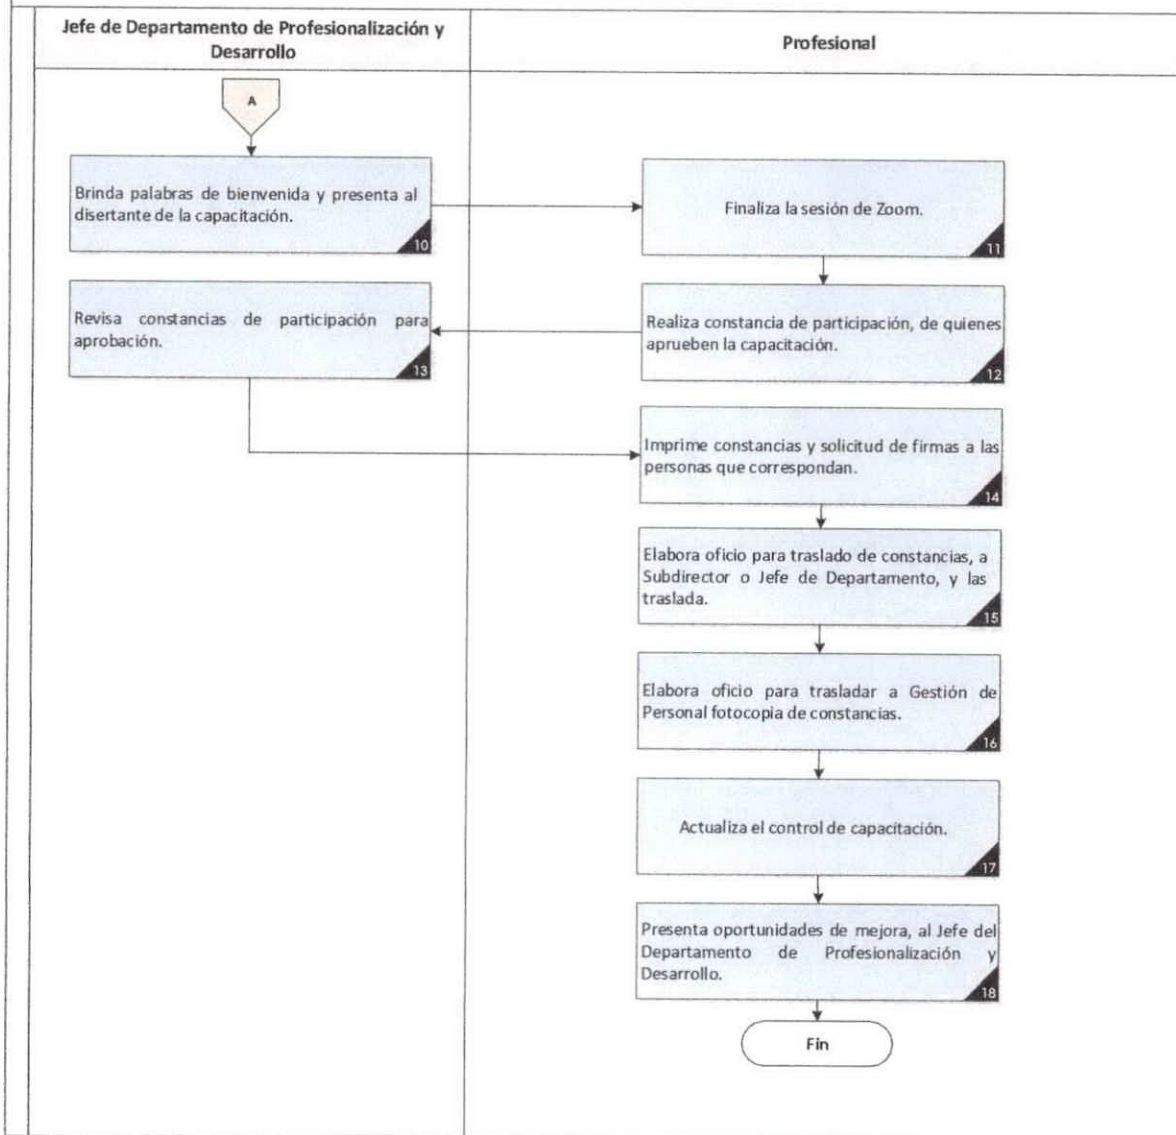 Jefe de Departamento de Profesionalización y
Desarrollo
Profesional
A
Brinda palabras de bienvenida y presenta al
disertante de la capacitación.
10
Finaliza la sesión de Zoom.
11
Realiza constancia de participación, de quienes
aprueben la capacitación.
12
Revisa constancias de participación para
aprobación.
13
Imprime constancias y solicitud de firmas a las
personas que correspondan.
14
Elabora oficio para traslado de constancias, a
Subdirector o Jefe de Departamento, y las
traslada.
15
Elabora oficio para trasladar a Gestión de
Personal fotocopia de constancias.
16
Actualiza el control de capacitación.
17
Presenta oportunidades de mejora, al Jefe del
Departamento de Profesionalización y
Desarrollo.
18
Fin